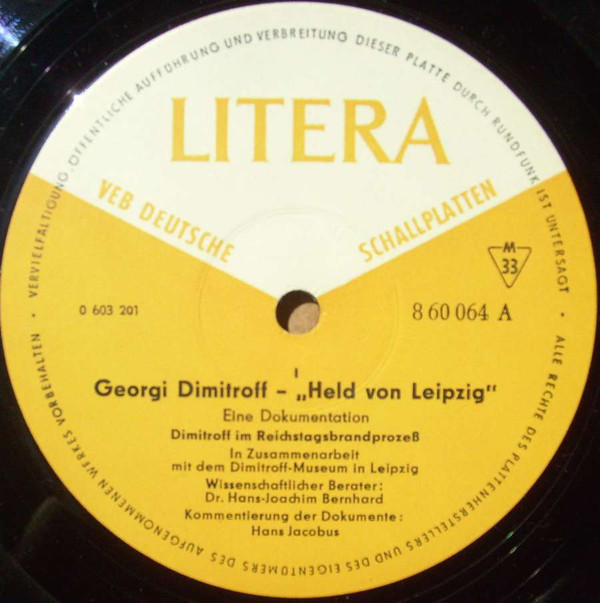 LITERA
VEB DEUTSCHE SCHALLPLATTEN
M
33
0 603 201
8 60 064 A
I
Georgi Dimitroff – „Held von Leipzig"
Eine Dokumentation
Dimitroff im Reichstagsbrandprozeß
In Zusammenarbeit
mit dem Dimitroff-Museum in Leipzig
Wissenschaftlicher Berater:
Dr. Hans-Joachim Bernhard
Kommentierung der Dokumente:
Hans Jacobus
• ALLE RECHTE DES PLATTENHERSTELLERS UND DES EIGENTÜMERS DES AUFGENOMMENEN WERKES VORBEHALTEN • VERVIELFÄLTIGUNG, ÖFFENTLICHE AUFFÜHRUNG UND VERBREITUNG DIESER PLATTE DURCH RUNDFUNK IST UNTERSAGT